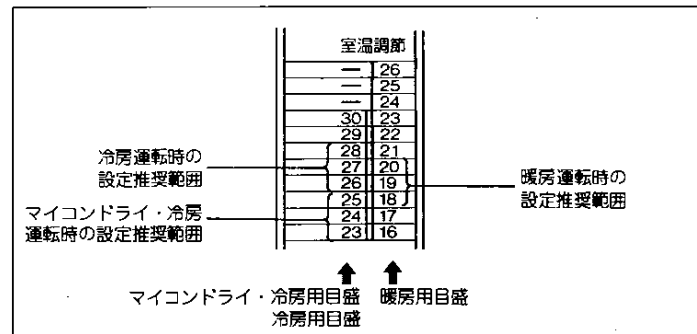 室温調節
— 26
— 25
— 24
30 23
29 22
28 21
27 20
26 19
25 18
24 17
23 16
冷房運転時の
設定推奨範囲
マイコンドライ・冷房
運転時の設定推奨範囲
暖房運転時の
設定推奨範囲
マイコンドライ・冷房用目盛 暖房用目盛
冷房用目盛